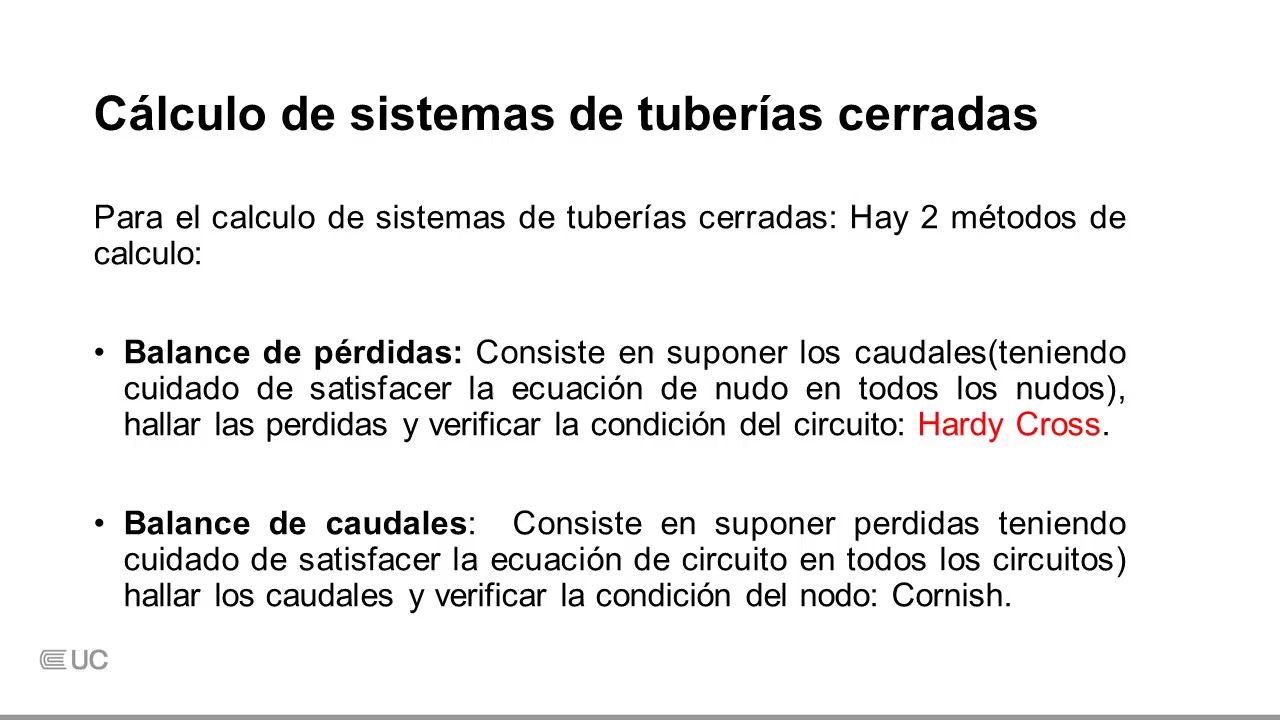 Cálculo de sistemas de tuberías cerradas
Para el calculo de sistemas de tuberías cerradas: Hay 2 métodos de
calculo:
• Balance de pérdidas: Consiste en suponer los caudales(teniendo
cuidado de satisfacer la ecuación de nudo en todos los nudos),
hallar las perdidas y verificar la condición del circuito: Hardy Cross.
• Balance de caudales: Consiste en suponer perdidas teniendo
cuidado de satisfacer la ecuación de circuito en todos los circuitos)
hallar los caudales y verificar la condición del nodo: Cornish.
UC